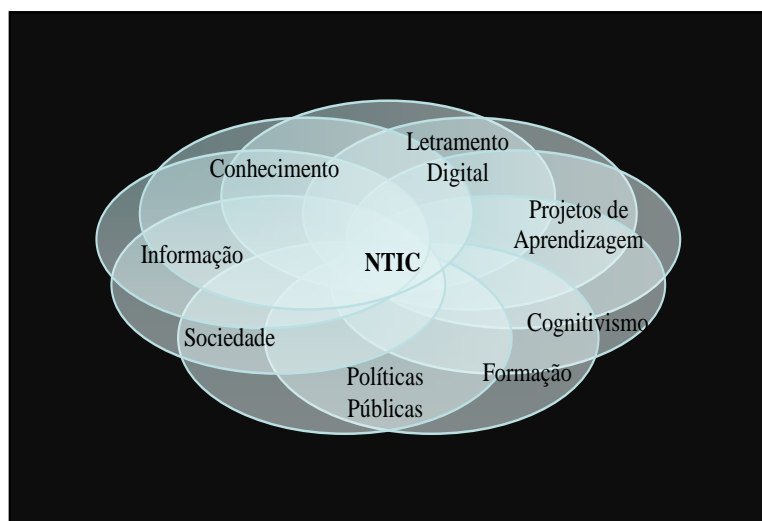 Letramento
Digital
Conhecimento
Projetos de
Aprendizagem
Informação
NTIC
Cognitivismo
Sociedade
Formação
Políticas
Públicas